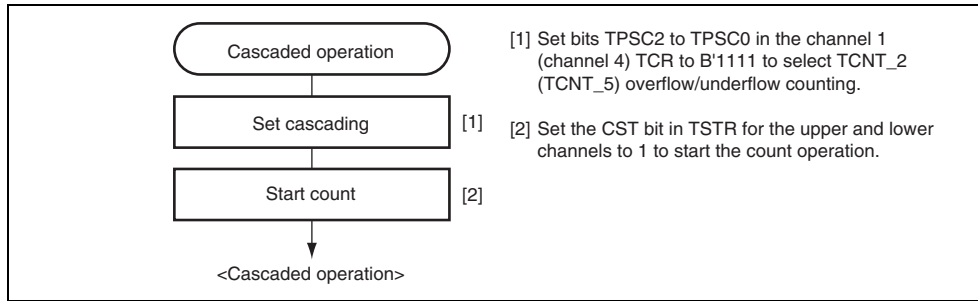 Cascaded operation
Set cascading
[1]
Start count
[2]
<Cascaded operation>
[1] Set bits TPSC2 to TPSC0 in the channel 1
(channel 4) TCR to B'1111 to select TCNT_2
(TCNT_5) overflow/underflow counting.
[2] Set the CST bit in TSTR for the upper and lower
channels to 1 to start the count operation.